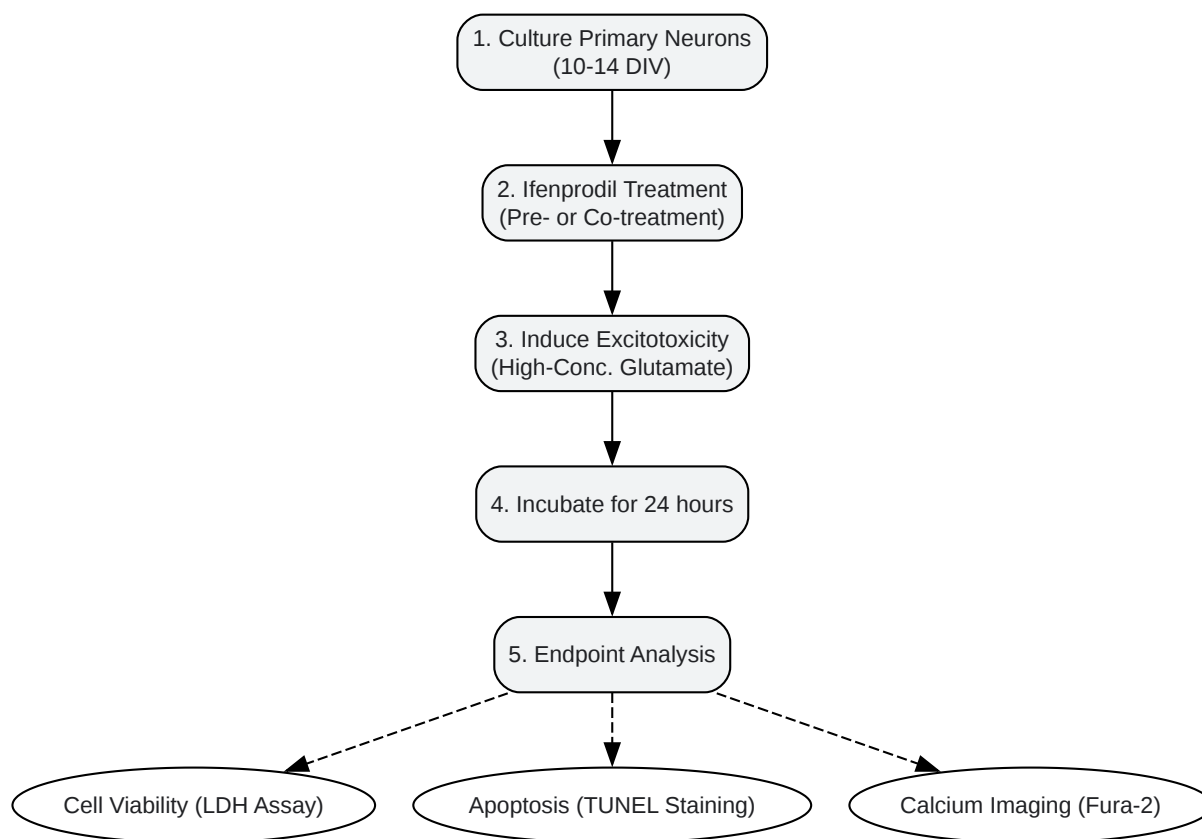 1. Culture Primary Neurons
(10-14 DIV)
2. Ifenprodil Treatment
(Pre- or Co-treatment)
3. Induce Excitotoxicity
(High-Conc. Glutamate)
4. Incubate for 24 hours
5. Endpoint Analysis
Cell Viability (LDH Assay)
Apoptosis (TUNEL Staining)
Calcium Imaging (Fura-2)